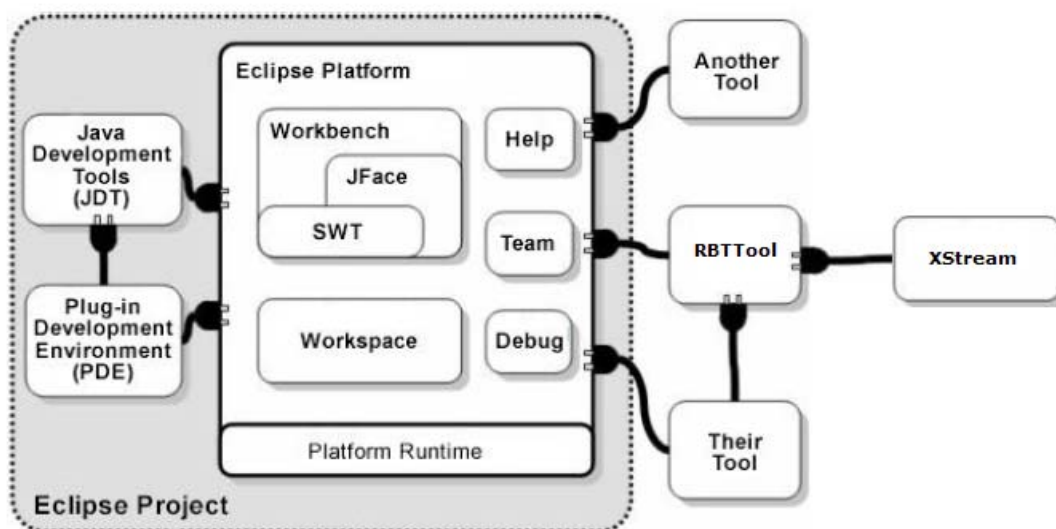 Eclipse Platform
Another
Tool
Java
Development
Tools
(JDT)
Workbench
JFace
SWT
Help
Team
RBTTool
XStream
Plug-in
Development
Environment
(PDE)
Workspace
Debug
Their
Tool
Platform Runtime
Eclipse Project